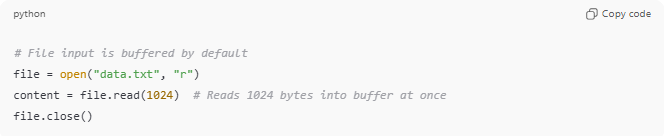 python
Copy code
# File input is buffered by default
file = open("data.txt", "r")
content = file.read(1024)  # Reads 1024 bytes into buffer at once
file.close()